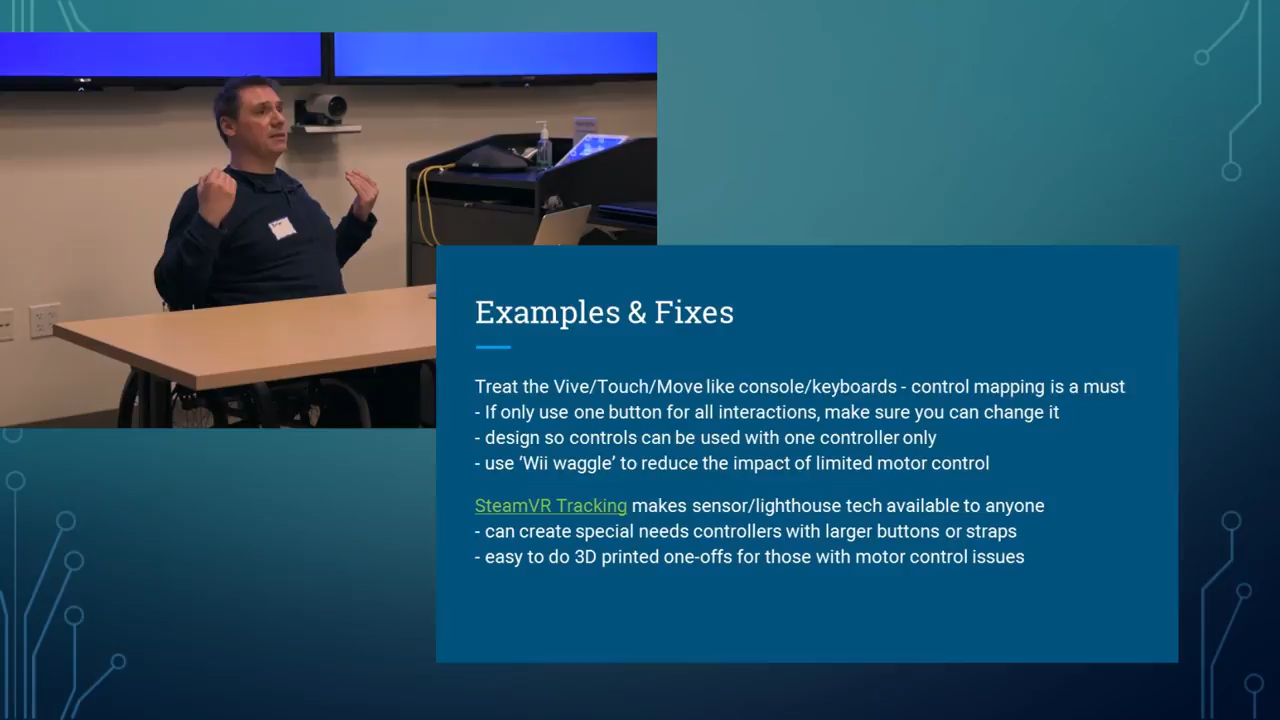 Examples & Fixes
Treat the Vive/Touch/Move like console/keyboards - control mapping is a must
- If only use one button for all interactions, make sure you can change it
- design so controls can be used with one controller only
- use ‘Wii waggle’ to reduce the impact of limited motor control
SteamVR Tracking makes sensor/lighthouse tech available to anyone
- can create special needs controllers with larger buttons or straps
- easy to do 3D printed one-offs for those with motor control issues